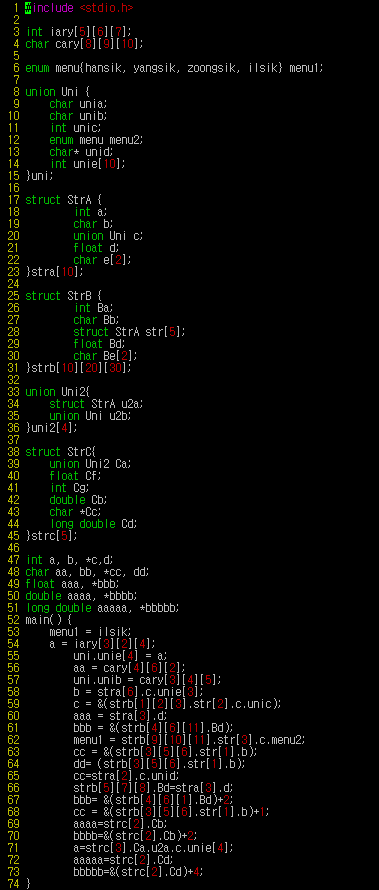 1 #include <stdio.h>
2
3 int iary[5][6][7];
4 char cary[8][9][10];
5
6 enum menu{hansik, yangsik, zoongsik, ilsik} menu1;
7
8 union Uni {
9     char unia;
10     char unib;
11     int unic;
12     enum menu menu2;
13     char* unid;
14     int unie[10];
15 }uni;
16
17 struct StrA {
18         int a;
19         char b;
20         union Uni c;
21         float d;
22         char e[2];
23 }stra[10];
24
25 struct StrB {
26         int Ba;
27         char Bb;
28         struct StrA str[5];
29         float Bd;
30         char Be[2];
31 }strb[10][20][30];
32
33 union Uni2{
34     struct StrA u2a;
35     union Uni u2b;
36 }uni2[4];
37
38 struct StrC{
39     union Uni2 Ca;
40     float Cf;
41     int Cg;
42     double Cb;
43     char *Cc;
44     long double Cd;
45 }strc[5];
46
47 int a, b, *c,d;
48 char aa, bb, *cc, dd;
49 float aaa, *bbb;
50 double aaaa, *bbbb;
51 long double aaaaa, *bbbbb;
52 main() {
53     menu1 = ilsik;
54     a = iary[3][2][4];
55         uni.unie[4] = a;
56         aa = cary[4][6][2];
57         uni.unib = cary[3][4][5];
58         b = stra[6].c.unie[3];
59         c = &(strb[1][2][3].str[2].c.unic);
60         aaa = stra[3].d;
61         bbb = &(strb[4][6][11].Bd);
62         menu1 = strb[9][10][11].str[3].c.menu2;
63         cc = &(strb[3][5][6].str[1].b);
64         dd= (strb[3][5][6].str[1].b);
65         cc=stra[2].c.unid;
66         strb[5][7][8].Bd=stra[3].d;
67         bbb= &(strb[4][6][1].Bd)+2;
68         cc = &(strb[3][5][6].str[1].b)+1;
69         aaaa=strc[2].Cb;
70         bbbb=&(strc[2].Cb)+2;
71         a=strc[3].Ca.u2a.c.unie[4];
72         aaaaa=strc[2].Cd;
73         bbbbb=&(strc[2].Cd)+4;
74 }